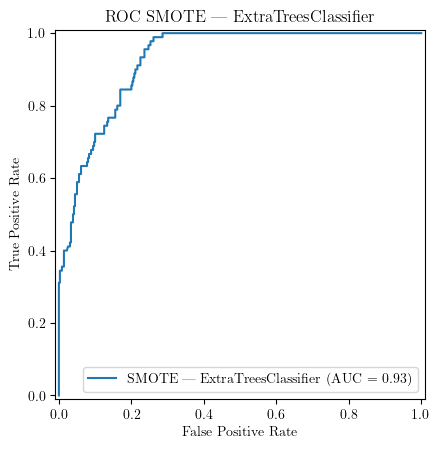 ROC SMOTE — ExtraTreesClassifier
1.0
0.8
0.6
0.4
0.2
0.0
True Positive Rate
SMOTE — ExtraTreesClassifier (AUC = 0.93)
0.0 0.2 0.4 0.6 0.8 1.0
False Positive Rate